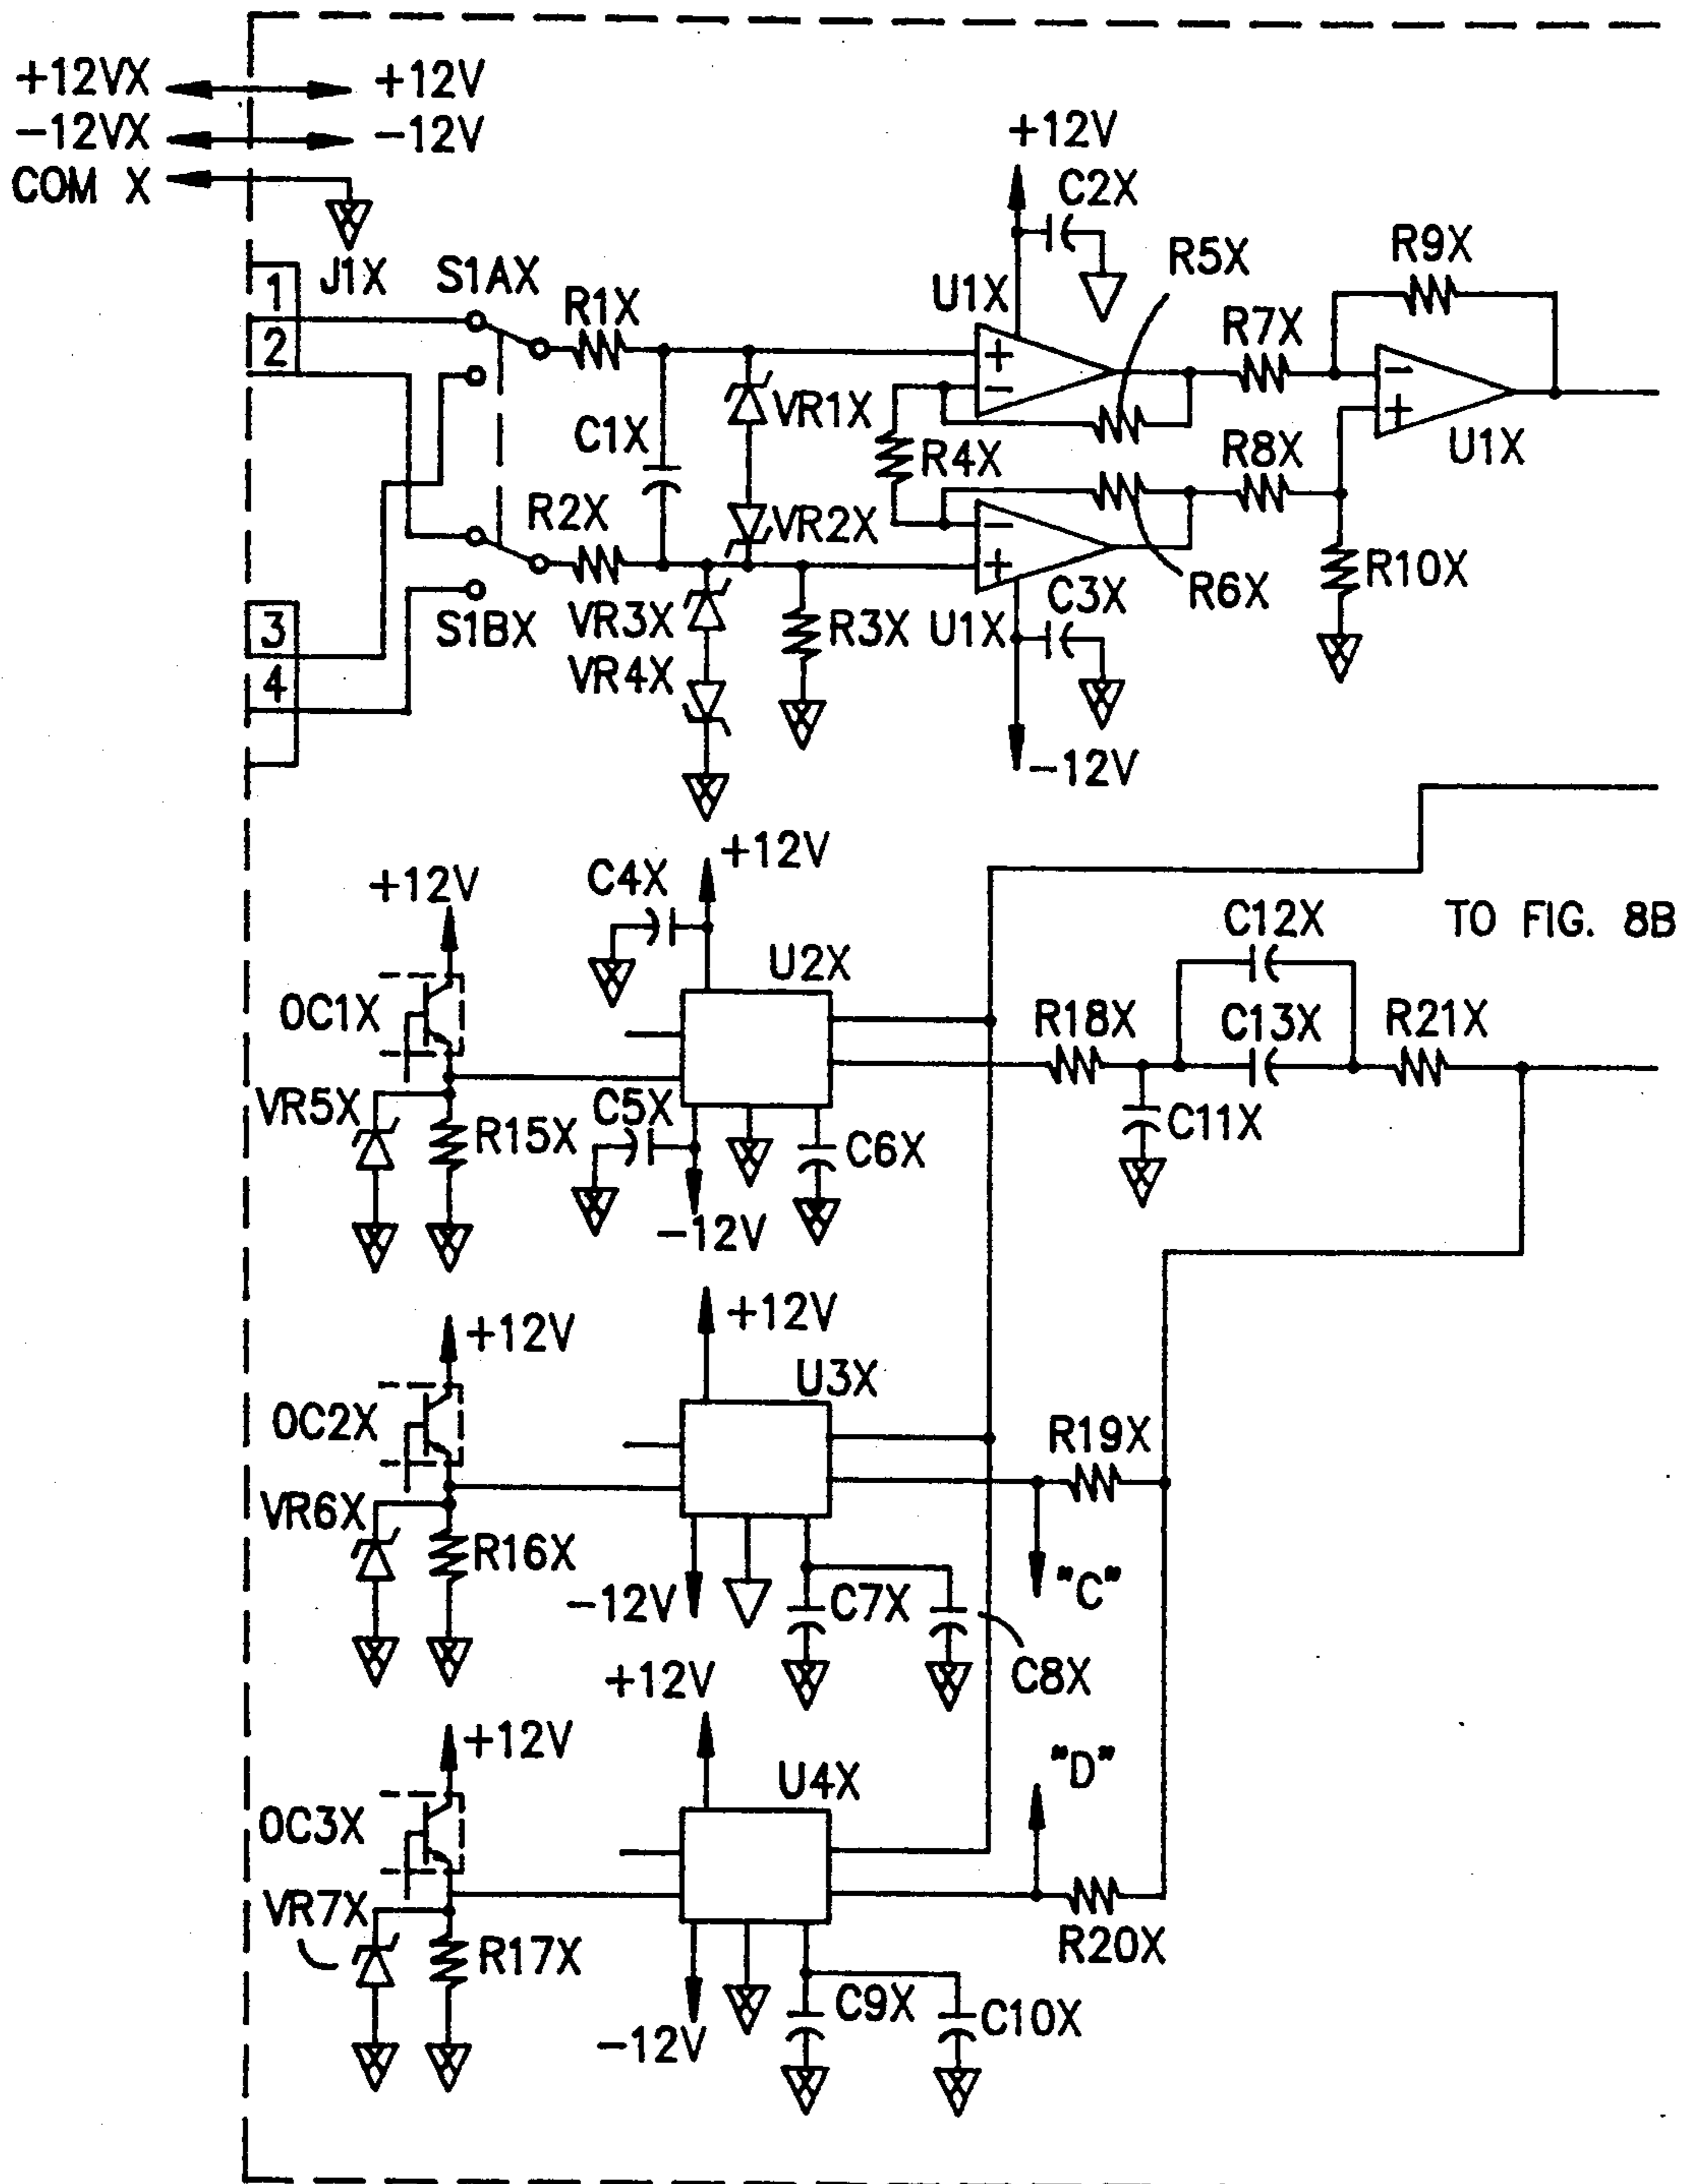 +12VX +12V
-12VX -12V
COM X
+12V
C2X
J1X S1AX R1X U1X R5X R9X
1
2
R7X
+
-
-
+
VR1X
C1X
R4X R8X U1X
R2X VR2X
-
+
R10X
3
4
S1BX VR3X R3X U1X C3X R6X
VR4X
-12V
+12V
C4X
+12V
C12X TO FIG. 8B
U2X
OC1X R18X C13X R21X
VR5X R15X C5X C6X C11X
-12V
+12V
+12V
U3X
OC2X R19X
VR6X R16X
-12V C7X "C"
C8X
+12V
+12V "D"
U4X
OC3X
VR7X R17X R20X
-12V C9X C10X